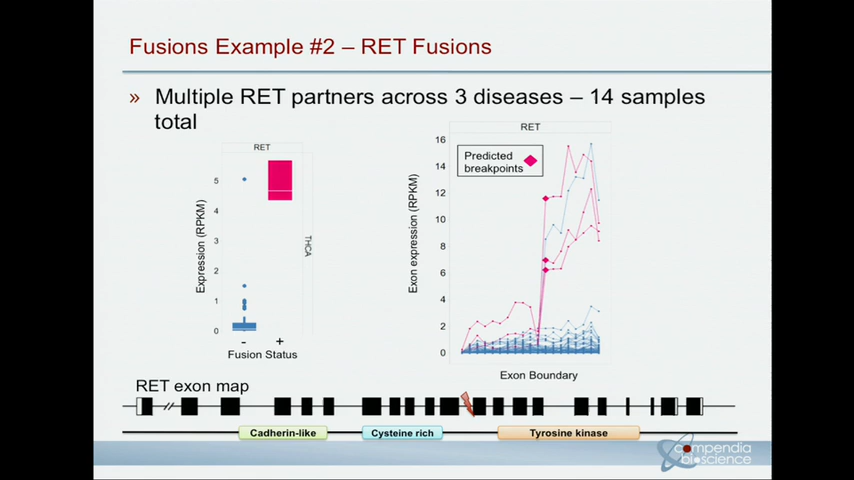 Fusions Example #2 – RET Fusions
» Multiple RET partners across 3 diseases – 14 samples
total
RET
Expression (RPKM)
5
4
3
2
1
0
THCA
- +
Fusion Status
RET
Predicted
breakpoints
Exon expression (RPKM)
16
14
12
10
8
6
4
2
0
Exon Boundary
RET exon map
Cadherin-like Cysteine rich Tyrosine kinase
compendia
bioscience